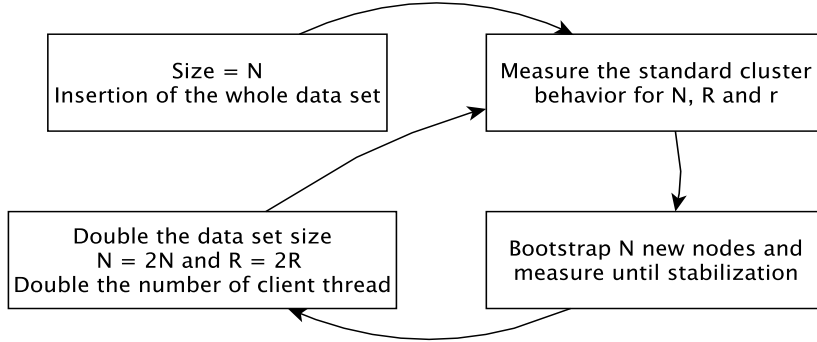 Size = N
Insertion of the whole data set
Measure the standard cluster
behavior for N, R and r
Double the data set size
N = 2N and R = 2R
Double the number of client thread
Bootstrap N new nodes and
measure until stabilization